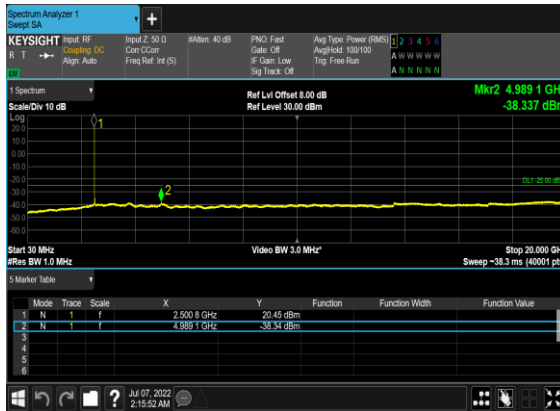 Spectrum Analyzer 1
Swept SA
KEYSIGHT
R T
Input: RF
Coupling: DC
Align: Auto
Input Z: 50 Ω
Corr CCorr
Freq Ref: Int (S)
#Atten: 40 dB
PNO: Fast
Gate: Off
IF Gain: Low
Sig Track: Off
Avg Type: Power (RMS)
Avg|Hold: 100/100
Trig: Free Run
1 2 3 4 5 6
A W W W W W
A N N N N N
1 Spectrum
Scale/Div 10 dB
Ref Lvl Offset 8.00 dB
Ref Level 30.00 dBm
Mkr2 4.989 1 GH
-38.337 dBr
Log
20.0
10.0
0.00
-10.0
-20.0
-30.0
-40.0
-50.0
-60.0
1
2
DL1 -25.00 dB
Start 30 MHz
#Res BW 1.0 MHz
Video BW 3.0 MHz*
Stop 20.000 GH
Sweep ~38.3 ms (40001 pt
5 Marker Table
Mode Trace Scale X Y Function Function Width Function Value
1 N 1 f 2.500 8 GHz 20.45 dBm
2 N 1 f 4.989 1 GHz -38.34 dBm
3
4
5
6
Jul 07, 2022
2:15:52 AM